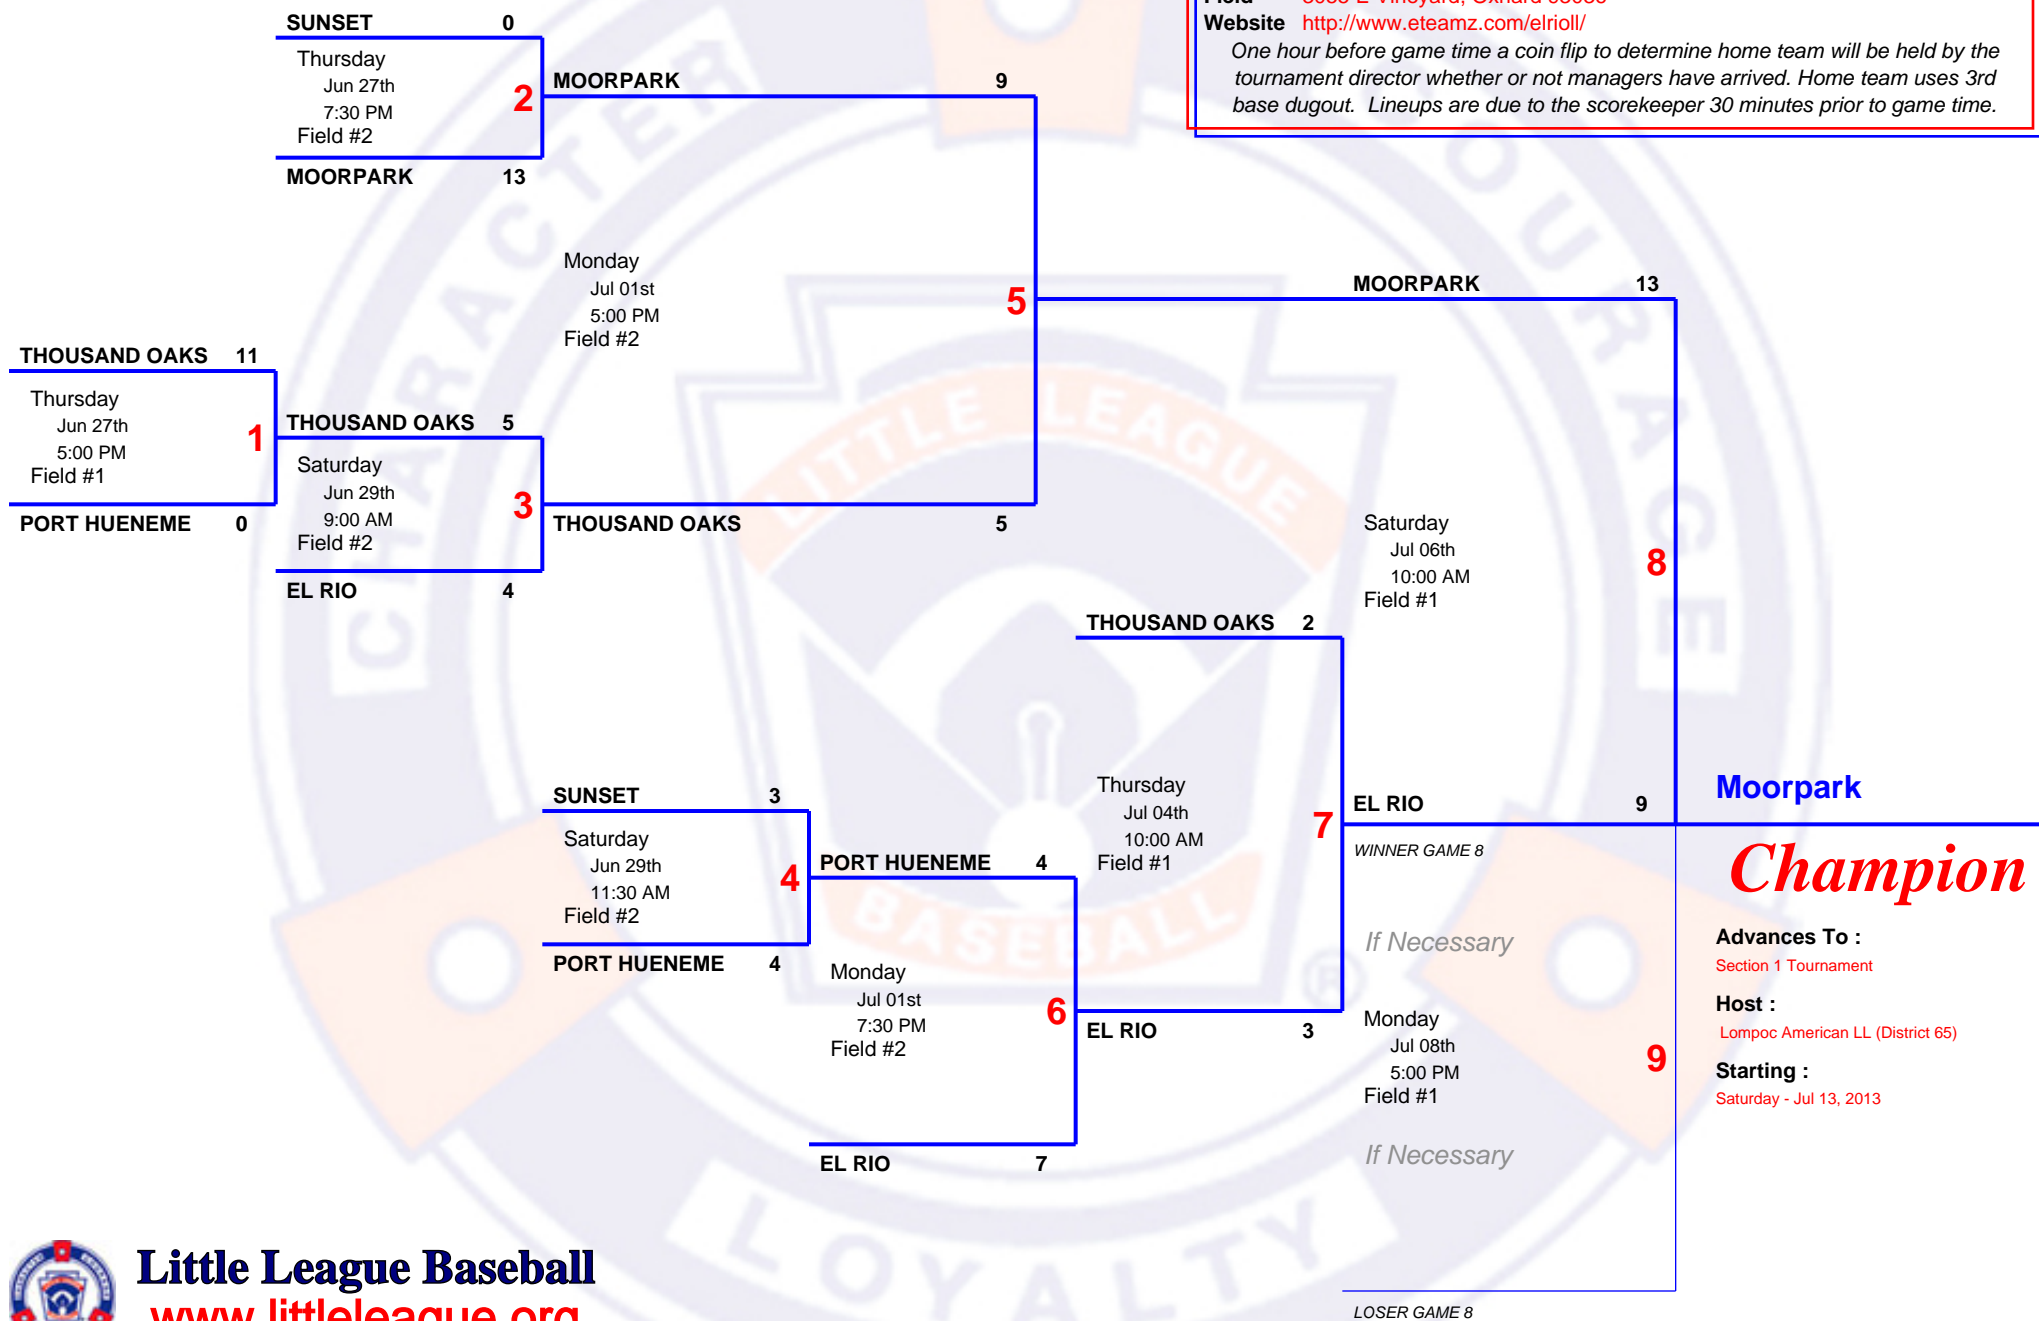 Website http://www.eteamz.com/elrioll/
One hour before game time a coin flip to determine home team will be held by the
tournament director whether or not managers have arrived. Home team uses 3rd
base dugout. Lineups are due to the scorekeeper 30 minutes prior to game time.
SUNSET 0
Thursday
Jun 27th
7:30 PM
Field #2
2
MOORPARK 13
MOORPARK 9
Monday
Jul 01st
5:00 PM
Field #2
5
THOUSAND OAKS 11
Thursday
Jun 27th
5:00 PM
Field #1
1
PORT HUENEME 0
THOUSAND OAKS 5
Saturday
Jun 29th
9:00 AM
Field #2
3
EL RIO 4
THOUSAND OAKS 5
MOORPARK 13
Saturday
Jul 06th
10:00 AM
Field #1
8
THOUSAND OAKS 2
Thursday
Jul 04th
10:00 AM
Field #1
7
EL RIO 3
SUNSET 3
Saturday
Jun 29th
11:30 AM
Field #2
4
PORT HUENEME 4
PORT HUENEME 4
Monday
Jul 01st
7:30 PM
Field #2
6
EL RIO 7
EL RIO 9
WINNER GAME 8
If Necessary
Monday
Jul 08th
5:00 PM
Field #1
9
If Necessary
LOSER GAME 8
Moorpark
Champion
Advances To :
Section 1 Tournament
Host :
Lompoc American LL (District 65)
Starting :
Saturday - Jul 13, 2013
CHARACTER
COURAGE
LOYALTY
LITTLE LEAGUE
BASEBALL
®
Little League Baseball
www.littleleague.org